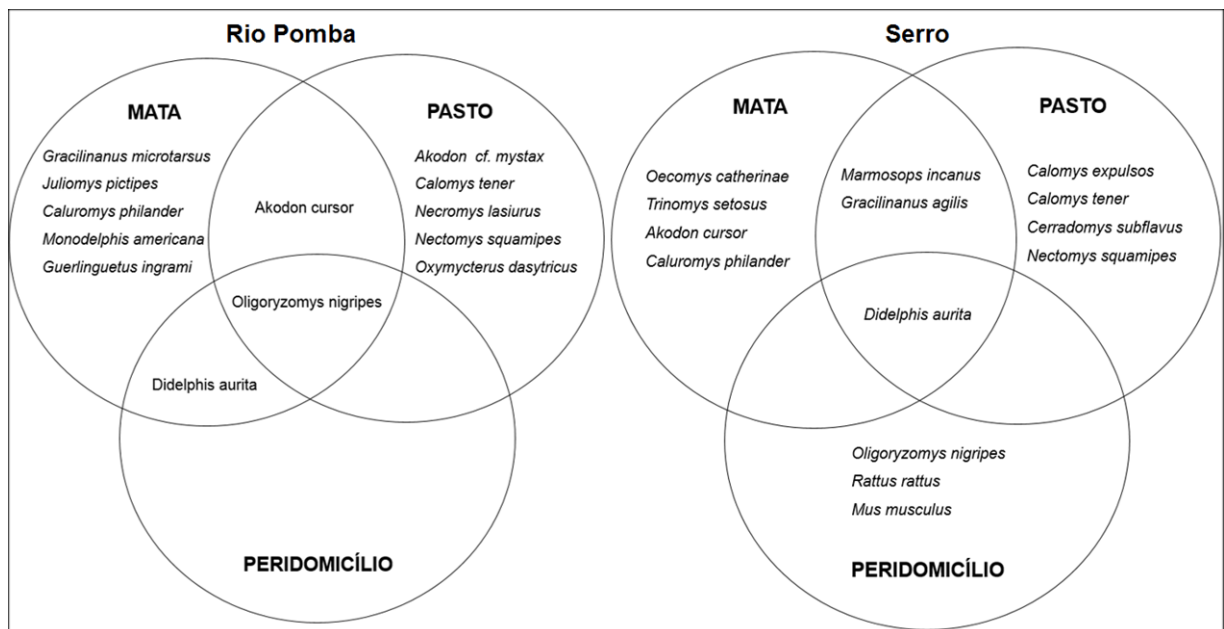 Rio Pomba
MATA
PASTO
Gracilinanus microtarsus
Juliomys pictipes
Caluromys philander
Monodelphis americana
Guerlinguetus ingrami
Akodon cursor
Akodon cf. mystax
Calomys tener
Necromys lasiurus
Nectomys squamipes
Oxymycterus dasytricus
Oligoryzomys nigripes
Didelphis aurita
PERIDOMICÍLIO
Serro
MATA
PASTO
Oecomys catherinae
Trinomys setosus
Akodon cursor
Caluromys philander
Marmosops incanus
Gracilinanus agilis
Calomys expulsos
Calomys tener
Cerradomys subflavus
Nectomys squamipes
Didelphis aurita
Oligoryzomys nigripes
Rattus rattus
Mus musculus
PERIDOMICÍLIO